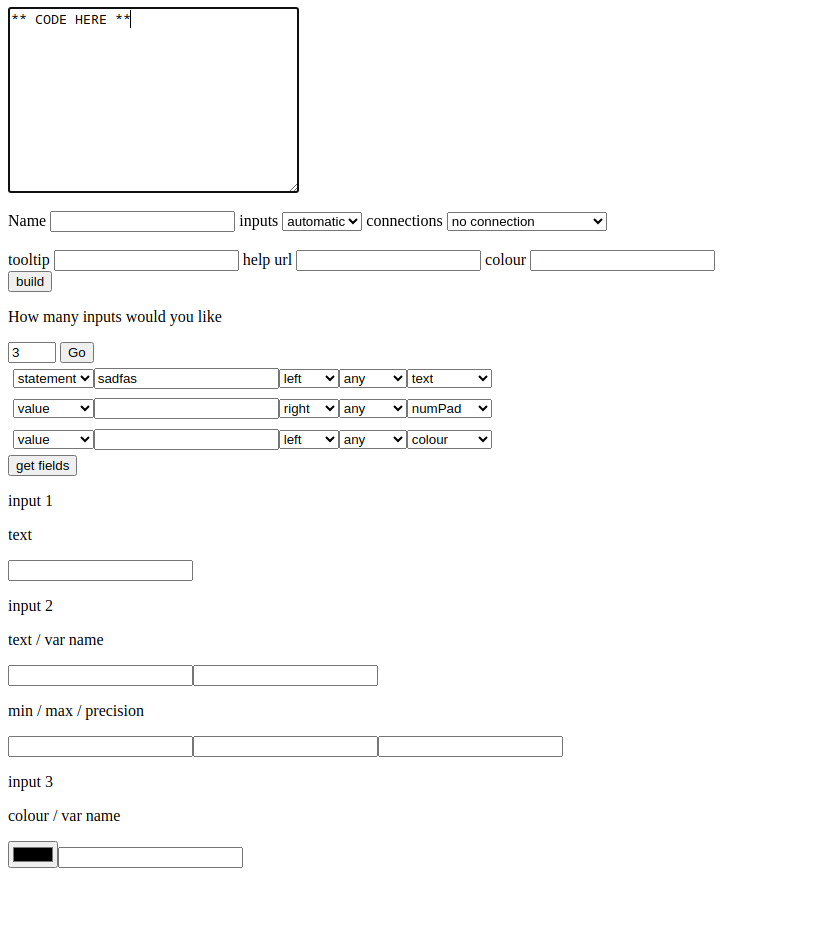 ** CODE HERE **
Name inputs automatic connections no connection
tooltip help url colour
build
How many inputs would you like
3 Go
statement sadfas left any text
value right any numPad
value left any colour
get fields
input 1
text
input 2
text / var name
min / max / precision
input 3
colour / var name